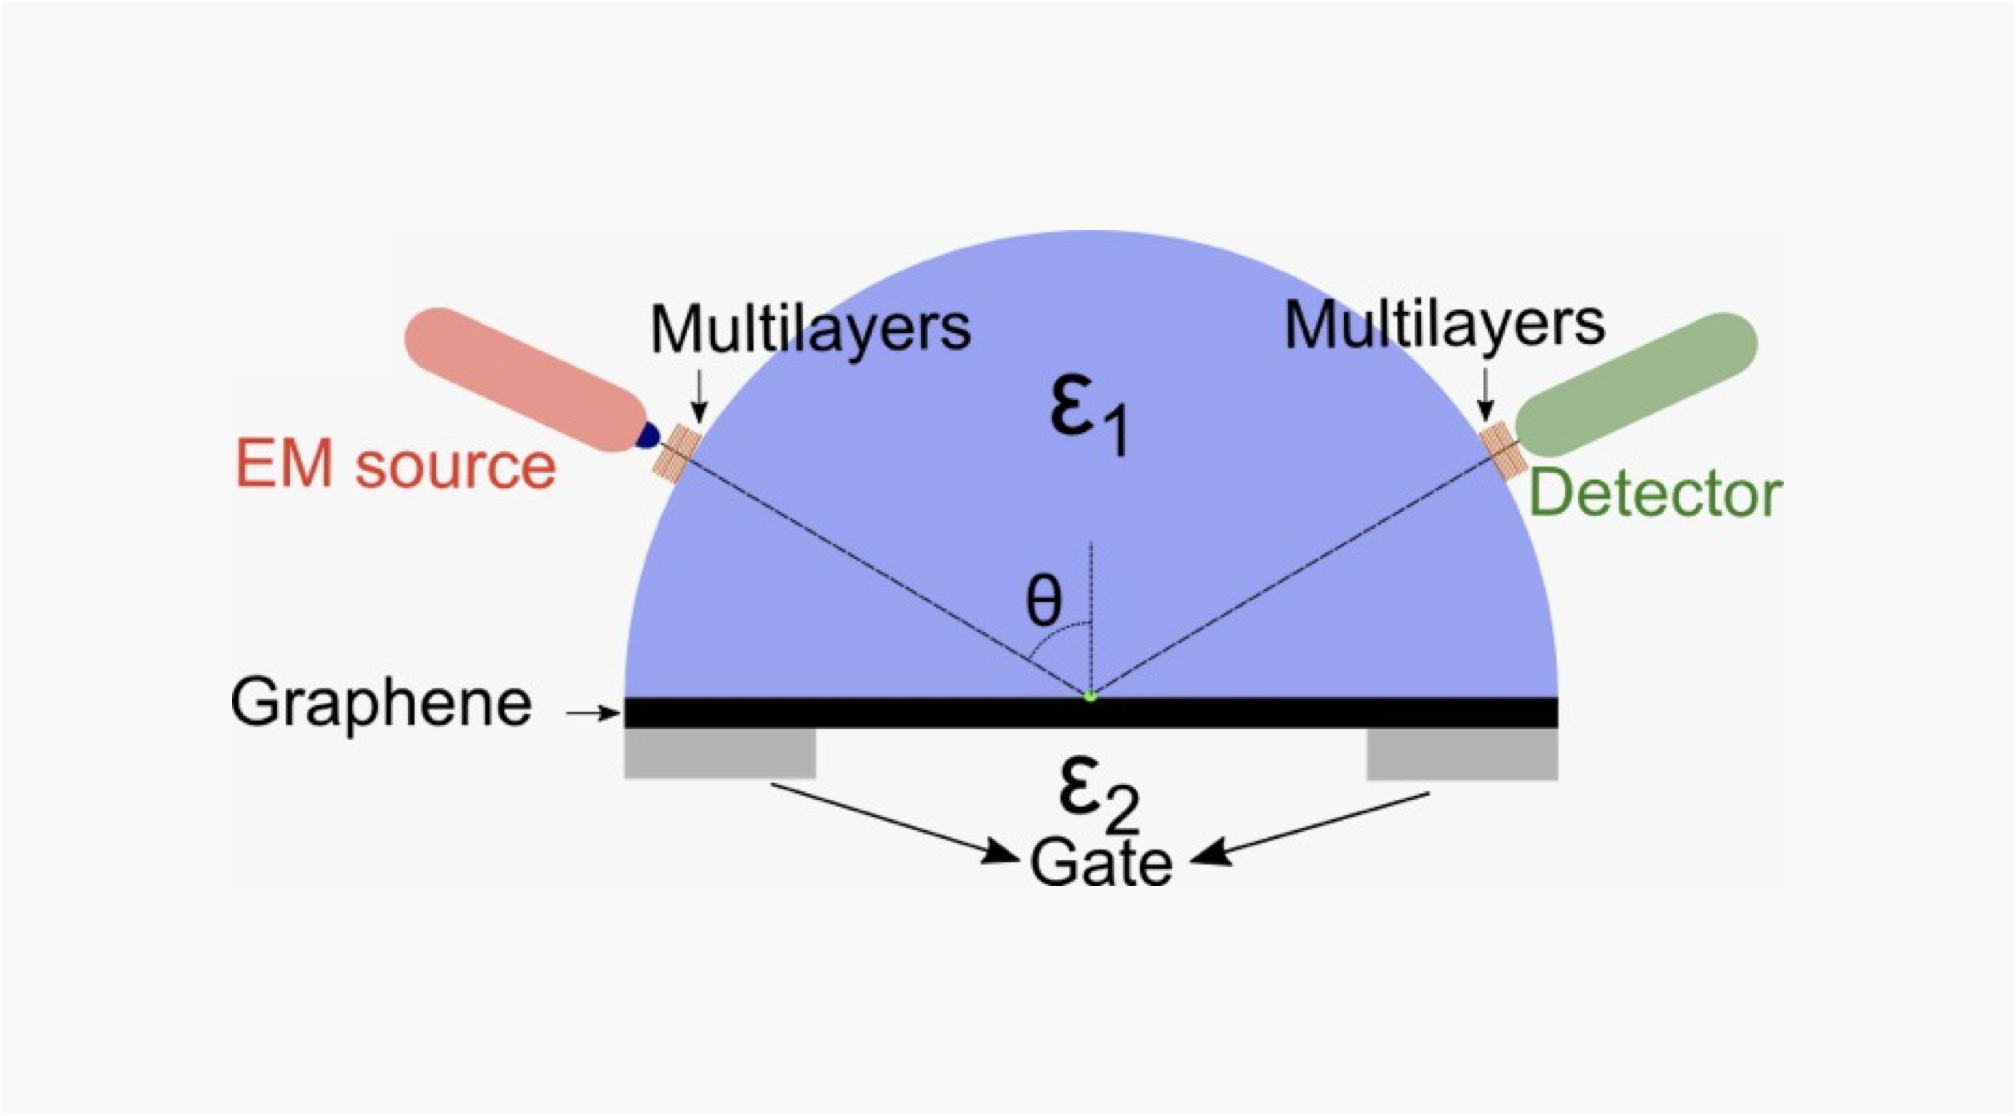 Multilayers
Multilayers
ε1
EM source
Detector
θ
Graphene
ε2
Gate